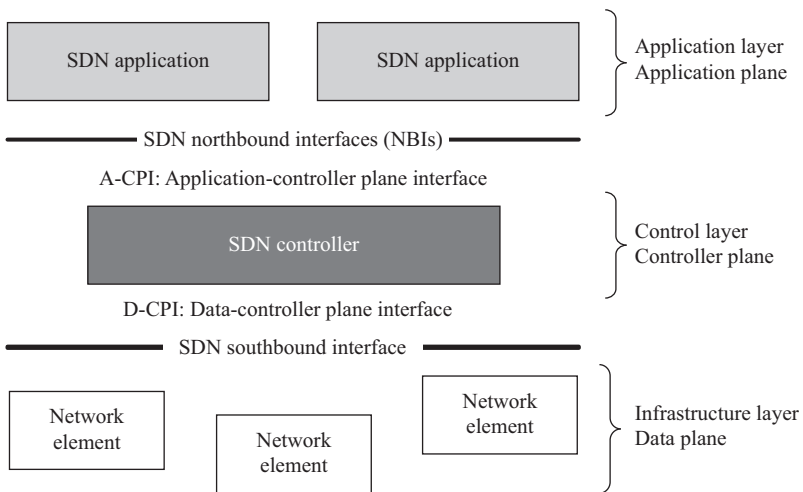 SDN application
SDN application
Application layer
Application plane
SDN northbound interfaces (NBIs)
A-CPI: Application-controller plane interface
SDN controller
Control layer
Controller plane
D-CPI: Data-controller plane interface
SDN southbound interface
Network
element
Network
element
Network
element
Infrastructure layer
Data plane